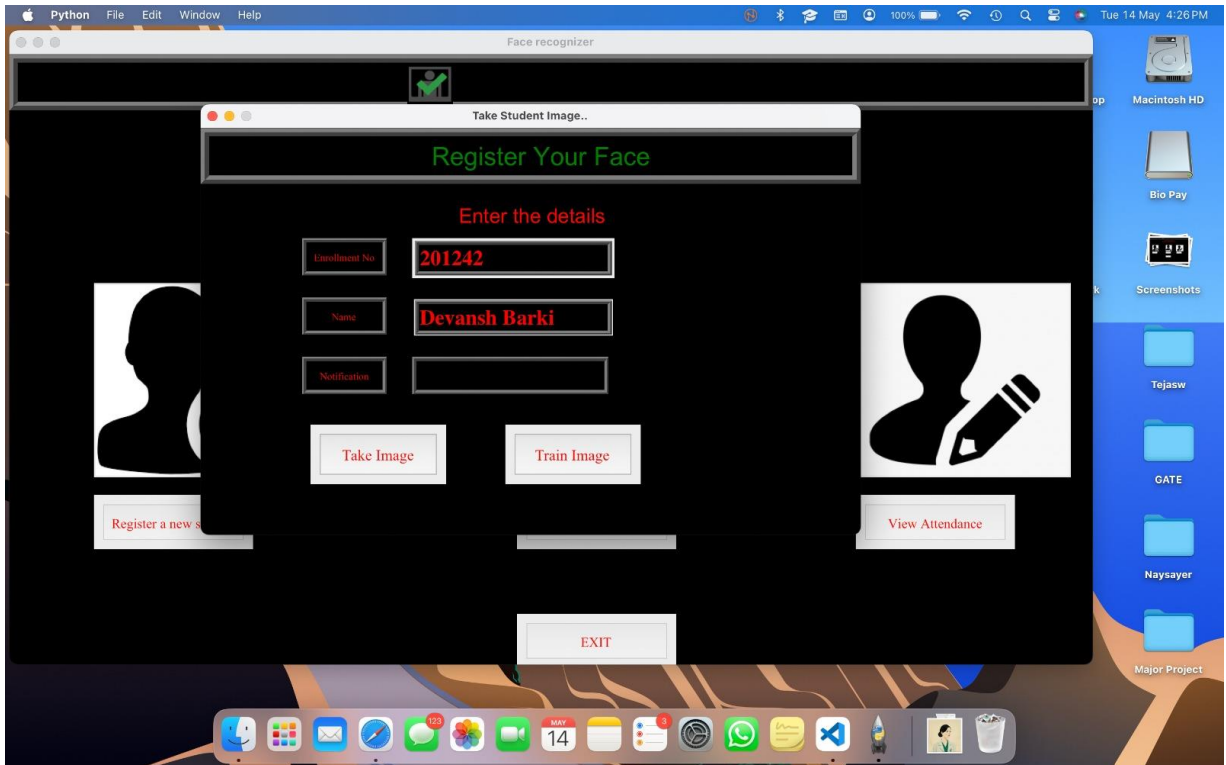 Python File Edit Window Help 100% Tue 14 May 4:26 PM
Face recognizer
Take Student Image..
Register Your Face
Enter the details
Enrollment No 201242
Name Devansh Barki
Notification
Take Image Train Image
Register a new s
View Attendance
EXIT
op Macintosh HD
Bio Pay
k Screenshots
Tejasw
GATE
Naysayer
Major Project
123
MAY
14
3